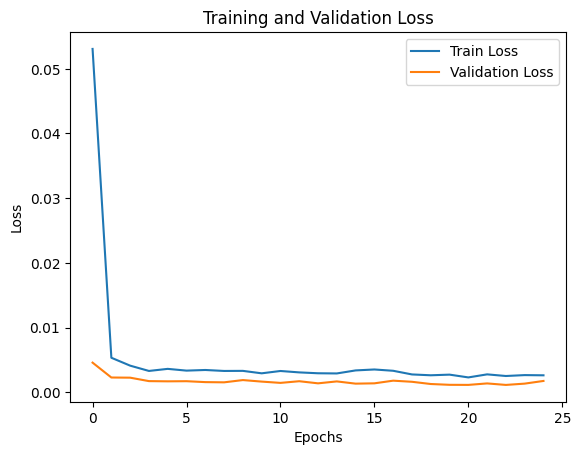 Training and Validation Loss
Train Loss
Validation Loss
0.05
0.04
0.03
0.02
0.01
0.00
Loss
0 5 10 15 20 25
Epochs